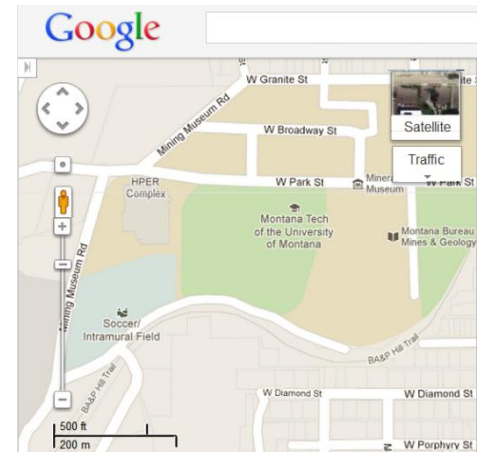 Google
W Granite St
Satellite
Mining Museum Rd
W Broadway St
Traffic
HPER
Complex
W Park St
Mineral
Museum
W Park St
Montana Tech
of the University
of Montana
Montana Bureau
Mines & Geology
Mining Museum Rd
Soccer/
Intramural Field
BA&P Hill Trail
BA&P Hill Trail
W Diamond St
W Diamond St
500 ft
200 m
W Porphyry St